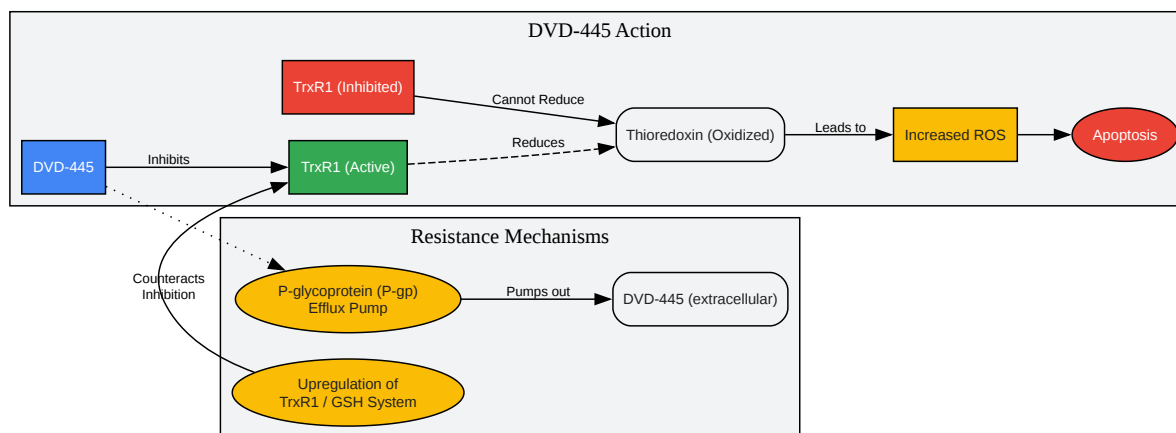 DVD-445 Action
TrxR1 (Inhibited)
Cannot Reduce
Thioredoxin (Oxidized)
Leads to
Increased ROS
Apoptosis
DVD-445
Inhibits
TrxR1 (Active)
Reduces
Resistance Mechanisms
Counteracts
Inhibition
P-glycoprotein (P-gp)
Efflux Pump
Pumps out
DVD-445 (extracellular)
Upregulation of
TrxR1 / GSH System